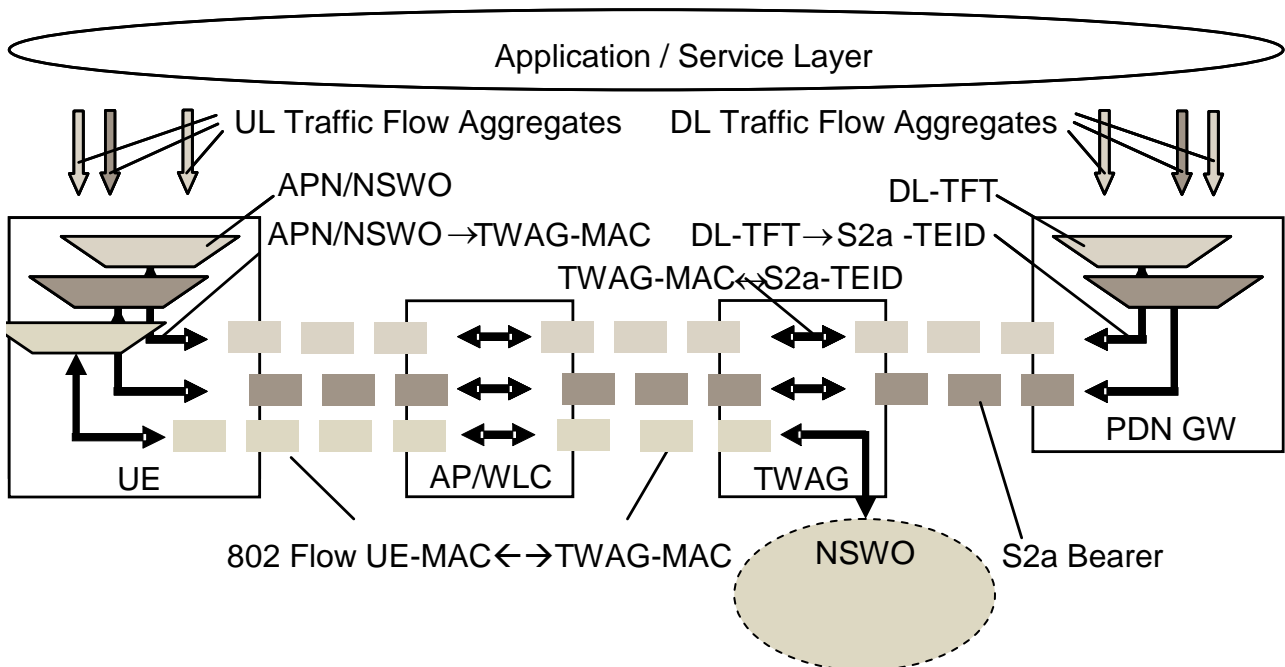 Application / Service Layer
UL Traffic Flow Aggregates
DL Traffic Flow Aggregates
APN/NSWO
DL-TFT
APN/NSWO→TWAG-MAC
DL-TFT→S2a -TEID
TWAG-MAC↔S2a-TEID
UE
AP/WLC
TWAG
PDN GW
802 Flow UE-MAC←→TWAG-MAC
NSWO
S2a Bearer